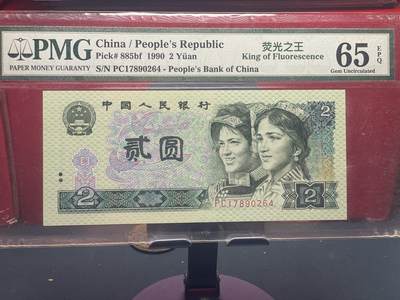 PMG
PAPER MONEY GUARANTY
China / People's Republic
Pick# 885bf 1990 2 Yüan
S/N PC17890264 - People's Bank of China
荧光之王
King of Fluorescence
65 EPQ
Gem Uncirculated
中国人民银行
2
贰圆
2
2
PC17890264